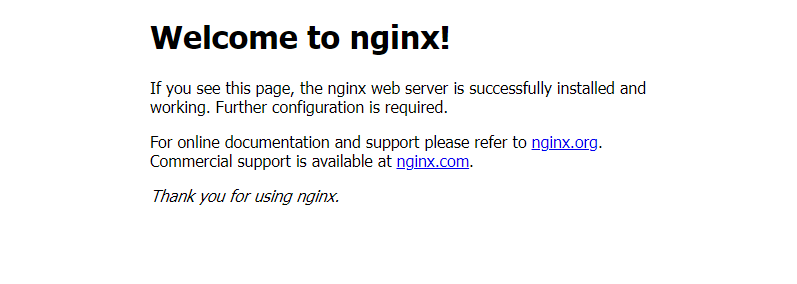 Welcome to nginx!
If you see this page, the nginx web server is successfully installed and
working. Further configuration is required.
For online documentation and support please refer to nginx.org.
Commercial support is available at nginx.com.
Thank you for using nginx.